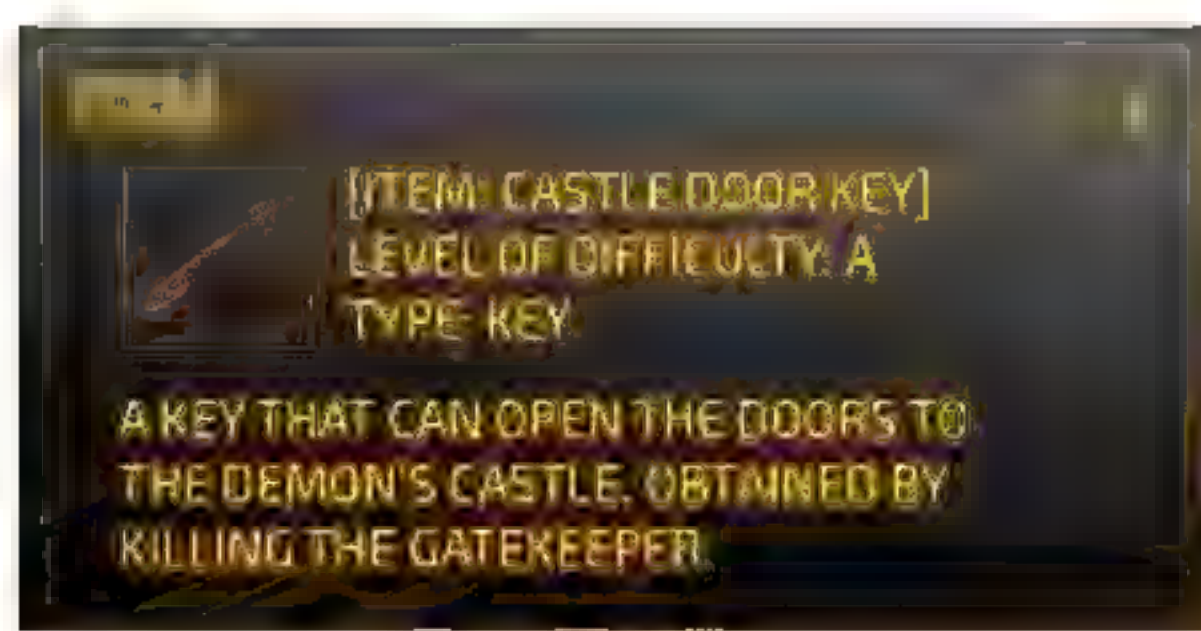 [ITEM: CASTLE DOOR KEY]
LEVEL OF DIFFICULTY: A
TYPE: KEY
A KEY THAT CAN OPEN THE DOORS TO
THE DEMON'S CASTLE. OBTAINED BY
KILLING THE GATEKEEPER.